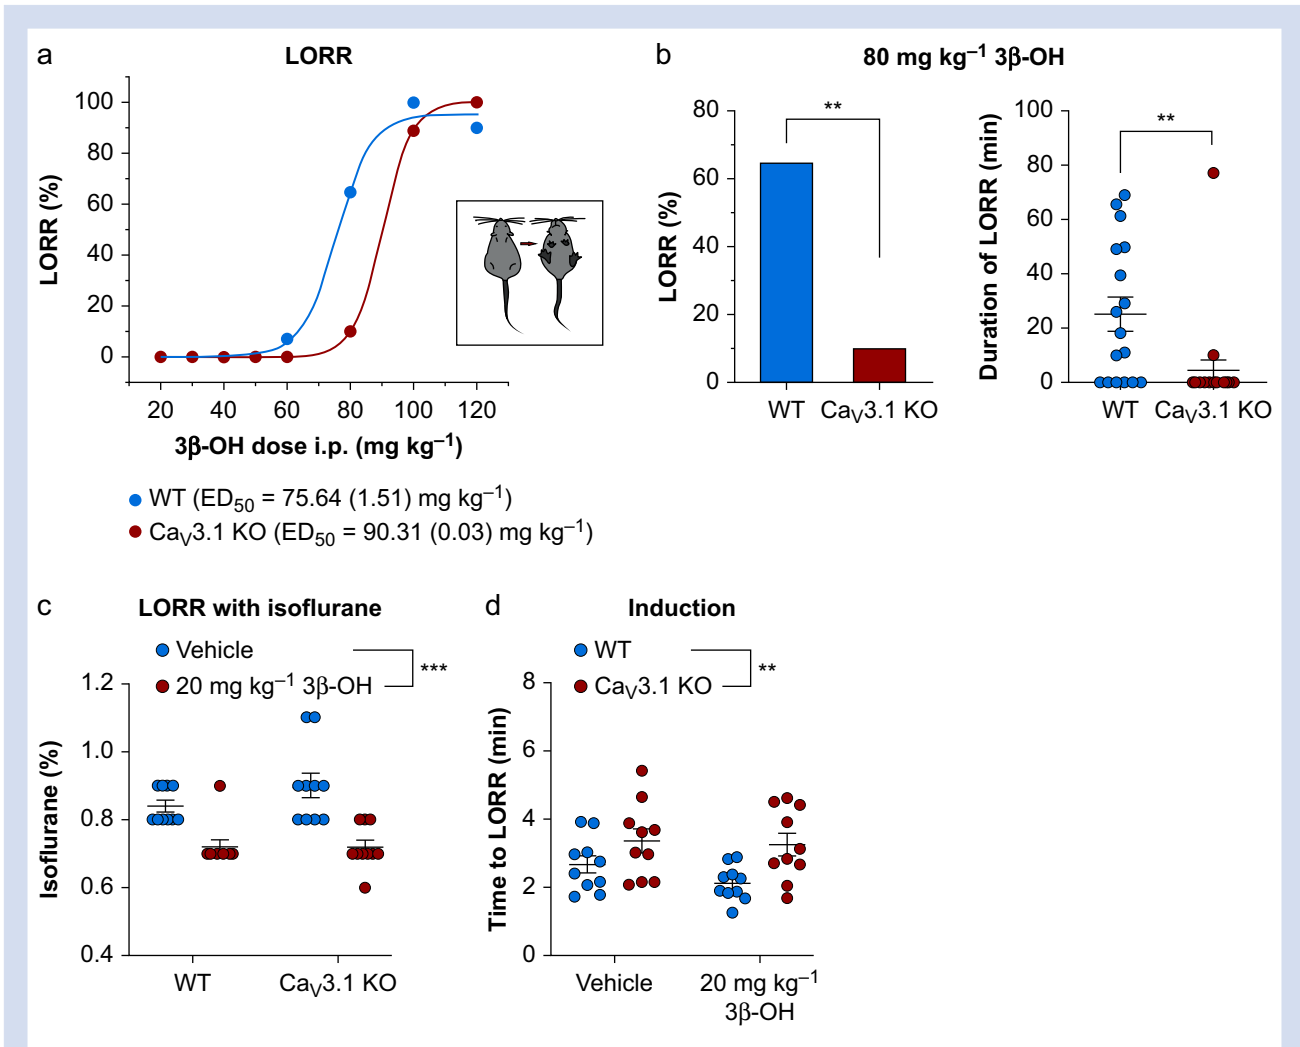 a
LORR
LORR (%)
100
80
60
40
20
0
20 40 60 80 100 120
3β-OH dose i.p. (mg kg⁻¹)
WT (ED₅₀ = 75.64 (1.51) mg kg⁻¹)
Caᵥ3.1 KO (ED₅₀ = 90.31 (0.03) mg kg⁻¹)
b
80 mg kg⁻¹ 3β-OH
LORR (%)
80
60
40
20
0
**
WT Caᵥ3.1 KO
Duration of LORR (min)
100
80
60
40
20
0
**
WT Caᵥ3.1 KO
c
LORR with isoflurane
Vehicle
20 mg kg⁻¹ 3β-OH
***
Isoflurane (%)
1.2
1.0
0.8
0.6
0.4
WT Caᵥ3.1 KO
d
Induction
WT
Caᵥ3.1 KO
**
Time to LORR (min)
8
6
4
2
0
Vehicle 20 mg kg⁻¹
3β-OH